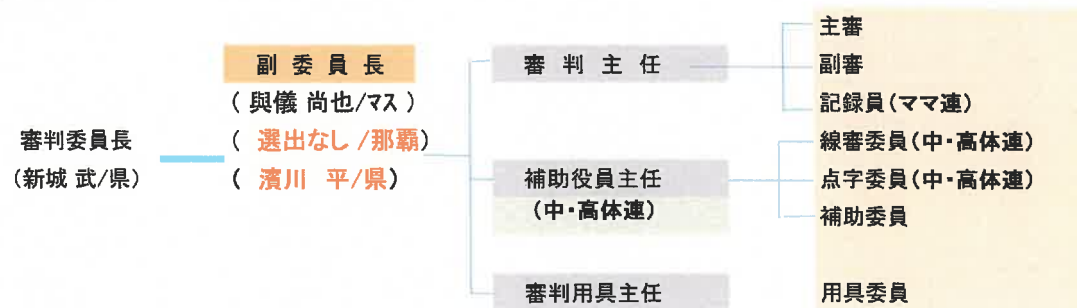 審判委員長
(新城 武/県)
副 委 員 長
( 與儀 尚也/マス )
( 選出なし /那覇)
( 濱川 平/県)
審 判 主 任
主審
副審
記録員(ママ連)
補助役員主任
(中・高体連)
線審委員(中・高体連)
点字委員(中・高体連)
補助委員
審判用具主任
用具委員